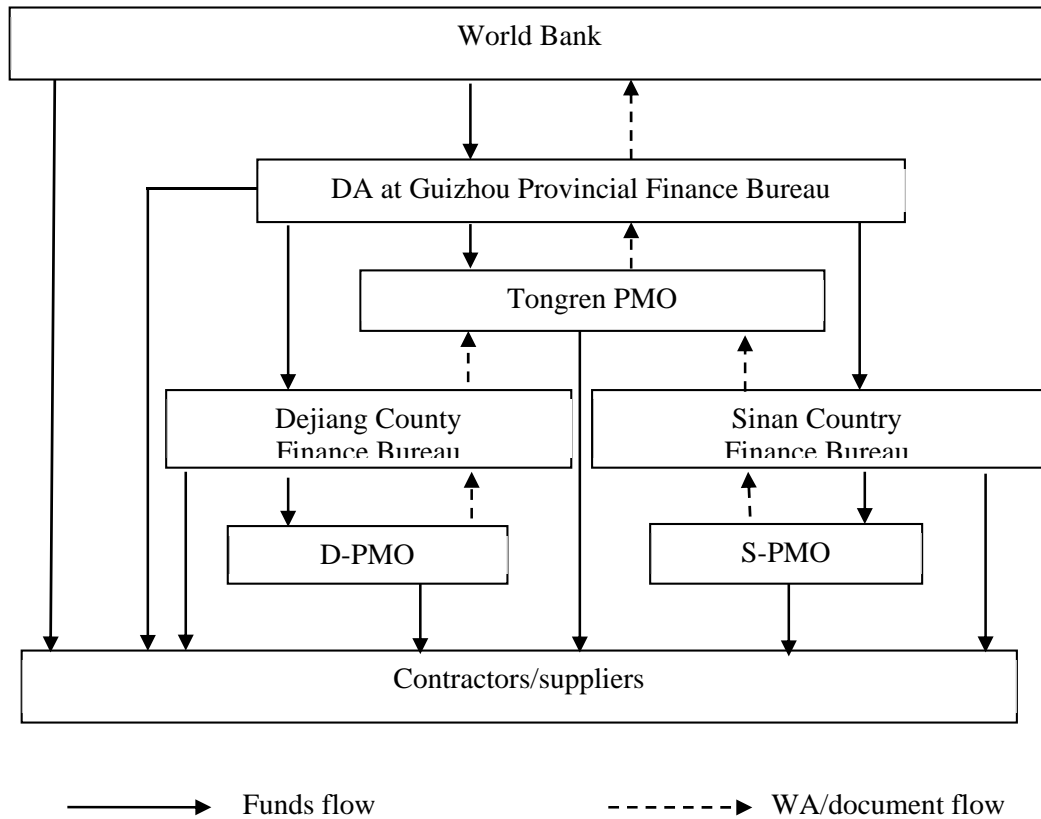 World Bank
DA at Guizhou Provincial Finance Bureau
Tongren PMO
Dejiang County
Finance Bureau
Sinan Country
Finance Bureau
D-PMO
S-PMO
Contractors/suppliers
Funds flow
WA/document flow